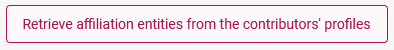 Retrieve affiliation entities from the contributors' profiles